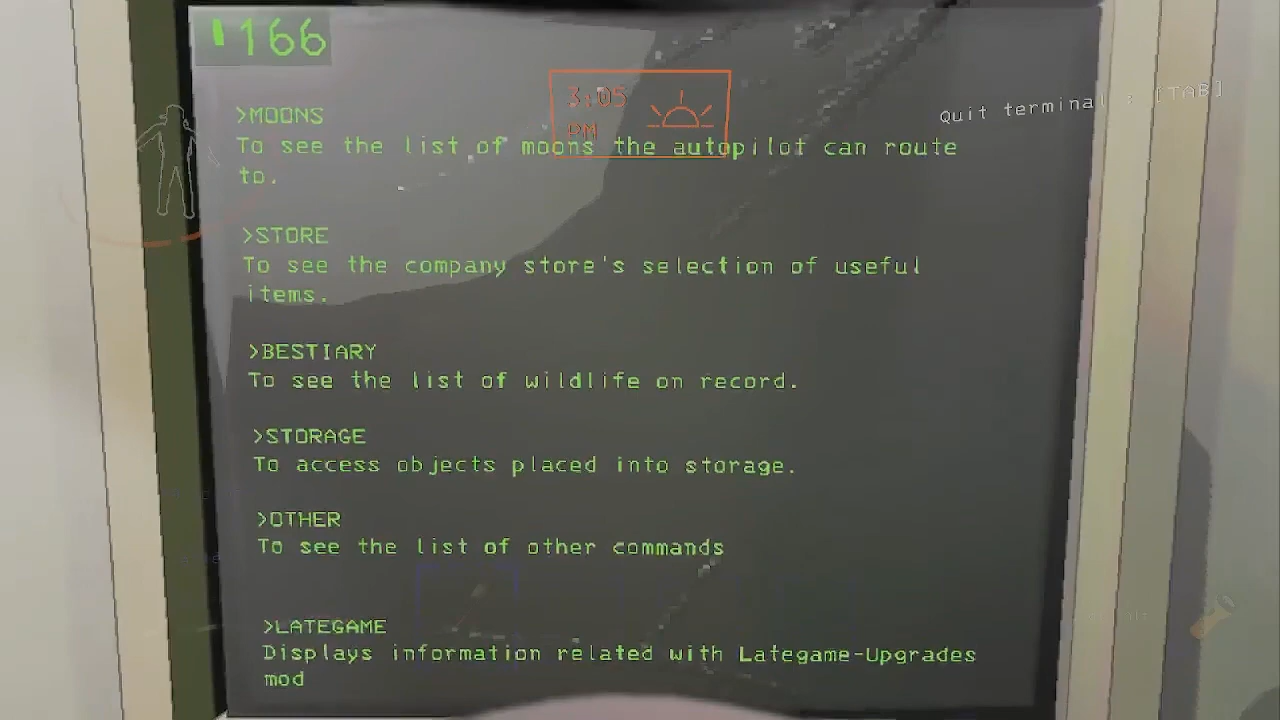 ▮166
3:05
PM
Quit terminal : [TAB]
>MOONS
To see the list of moons the autopilot can route
to.
>STORE
To see the company store's selection of useful
items.
>BESTIARY
To see the list of wildlife on record.
>STORAGE
To access objects placed into storage.
>OTHER
To see the list of other commands
>LATEGAME
Displays information related with Lategame-Upgrades
mod